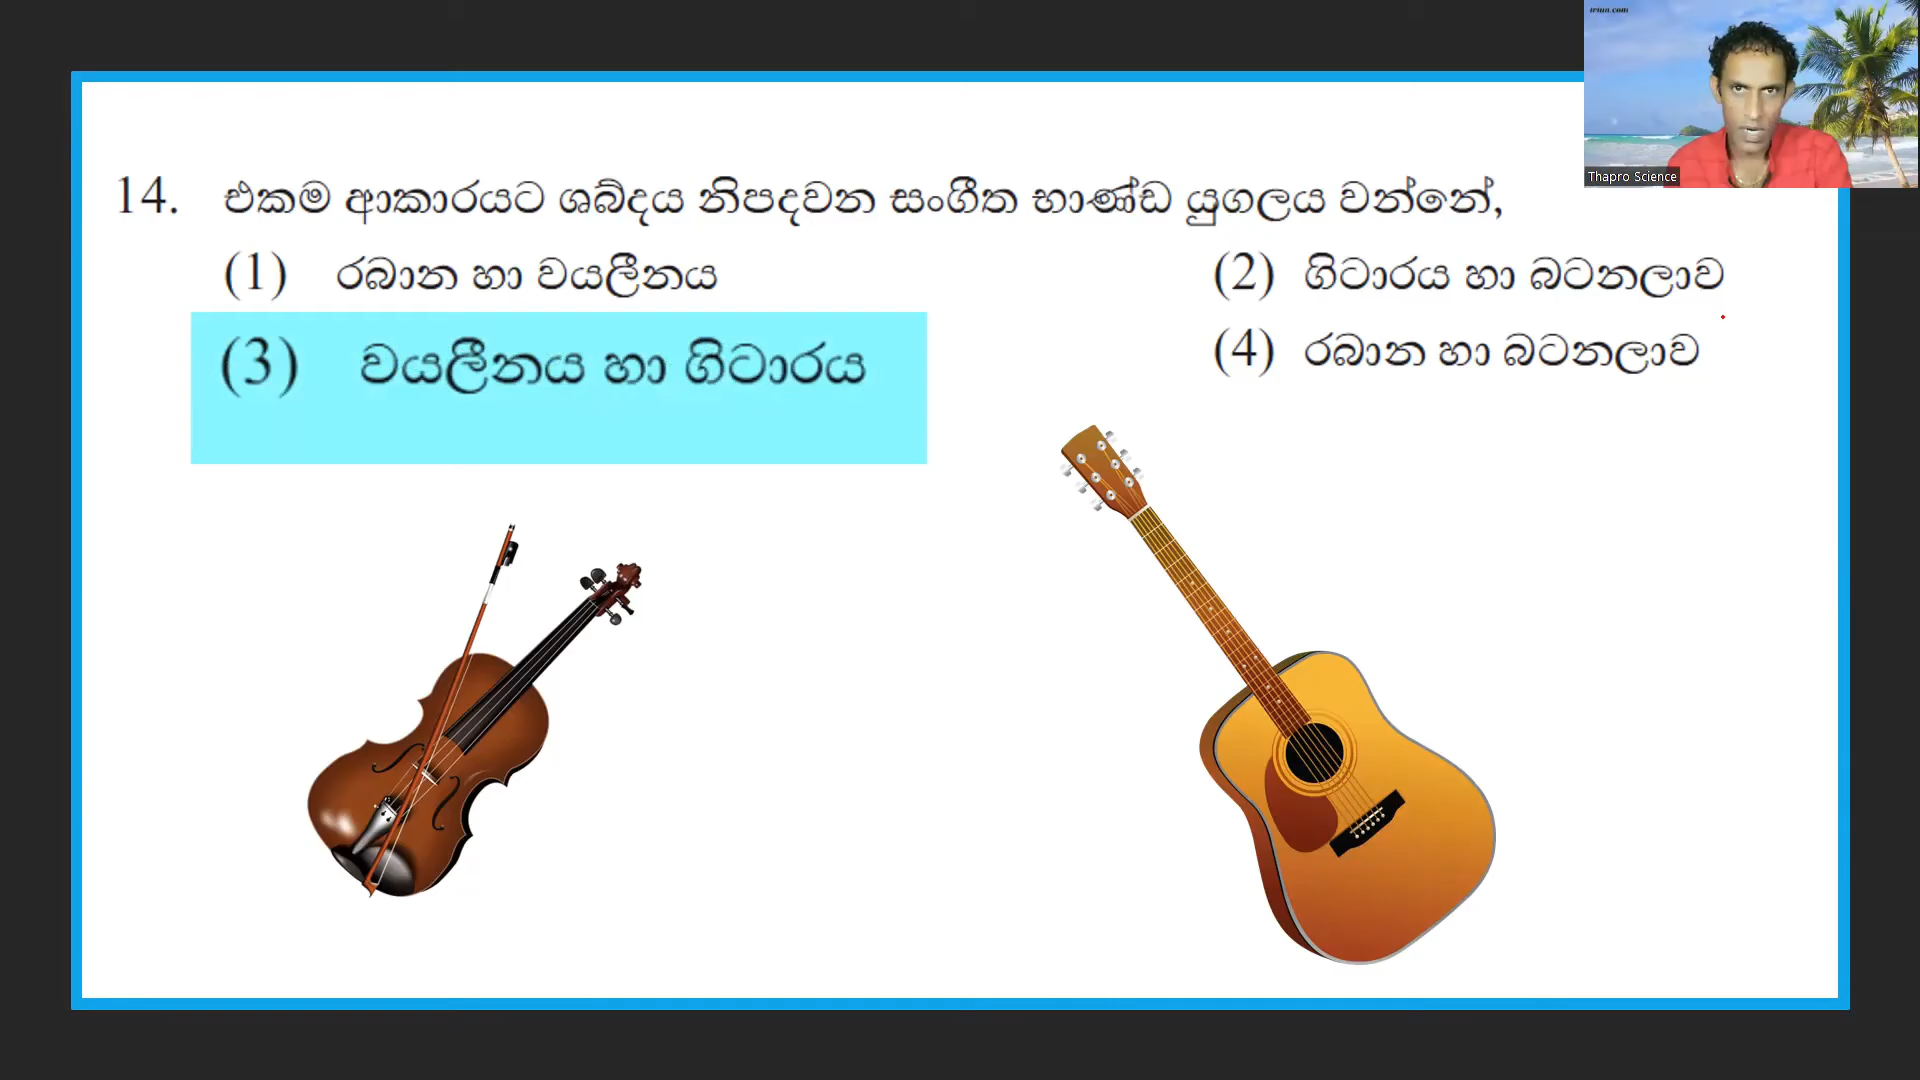 14. එකම ආකාරයට ශබ්දය නිපදවන සංගීත භාණ්ඩ යුගලය වන්නේ,
(1) රබාන හා වයලීනය
(2) ගිටාරය හා බටනලාව
(3) වයලීනය හා ගිටාරය
(4) රබාන හා බටනලාව
Thapro Science